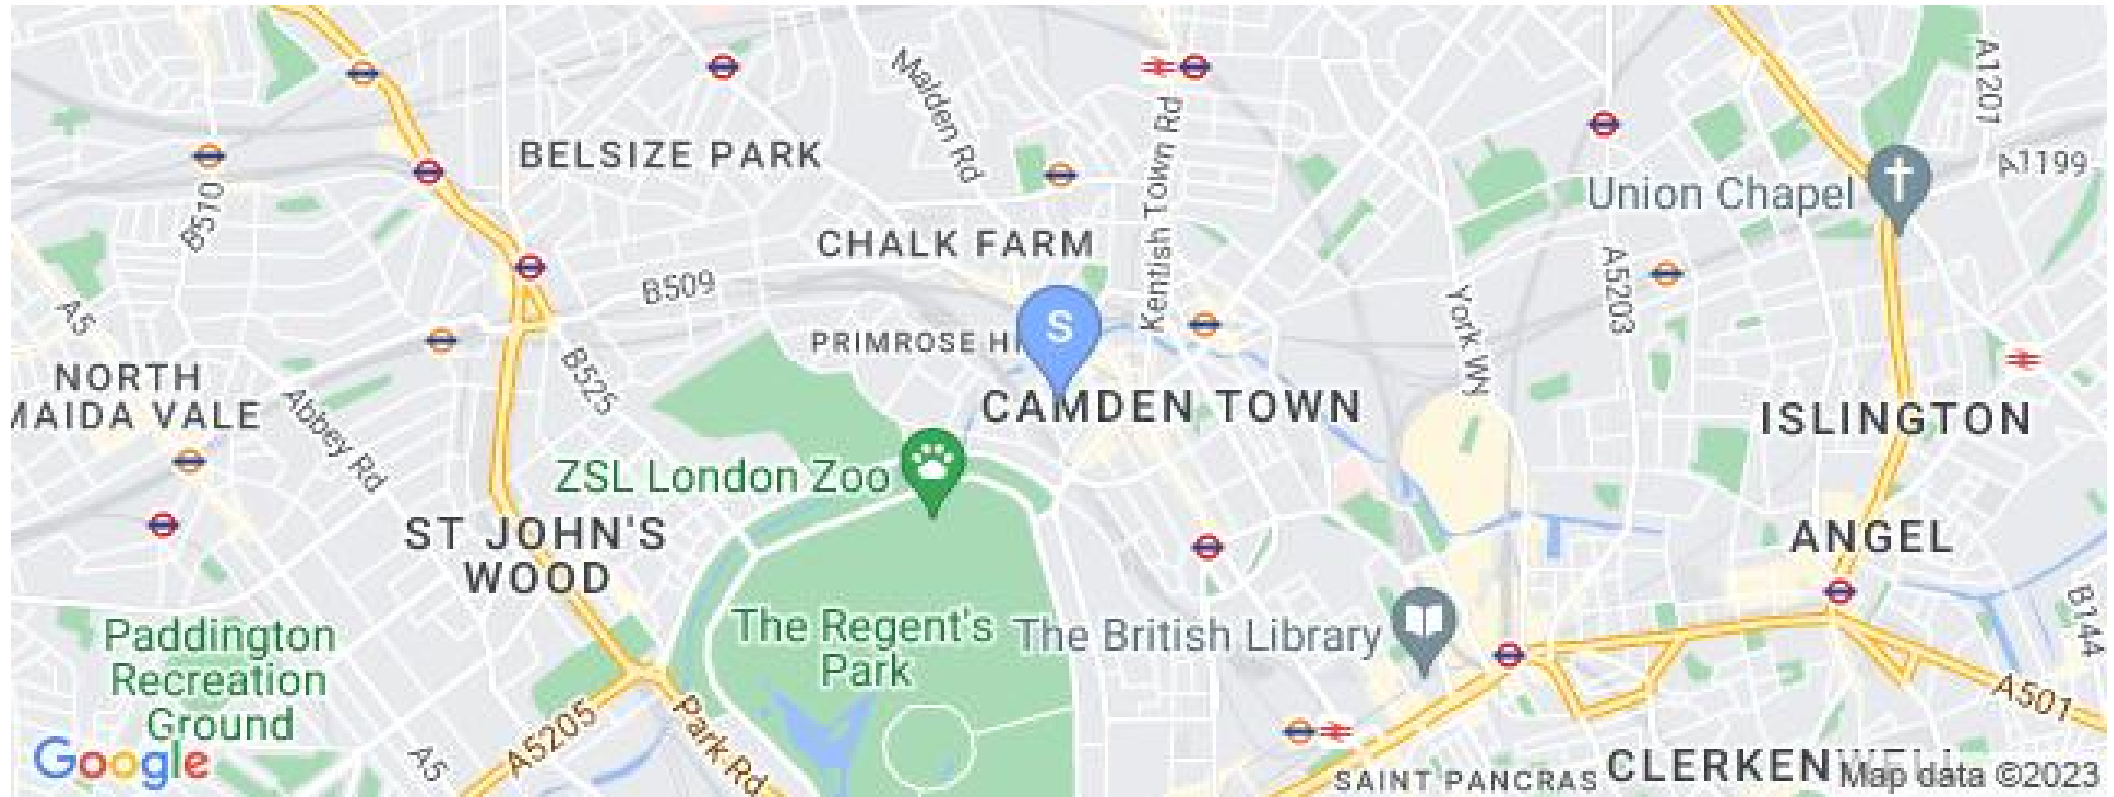 Maiden Rd
A1201
BELSIZE PARK
Kentish Town Rd
A1199
Union Chapel
B510
CHALK FARM
B509
A5203
A5
York Wy
S
PRIMROSE HI
NORTH
MAIDA VALE
B525
Abbey Rd
CAMDEN TOWN
ISLINGTON
ZSL London Zoo
ST JOHN'S
WOOD
ANGEL
The Regent's
Park
The British Library
B144
Paddington
Recreation
Ground
A501
A5205
Park Rd
Google
A5
SAINT PANCRAS
CLERKENWELL
Map data ©2023